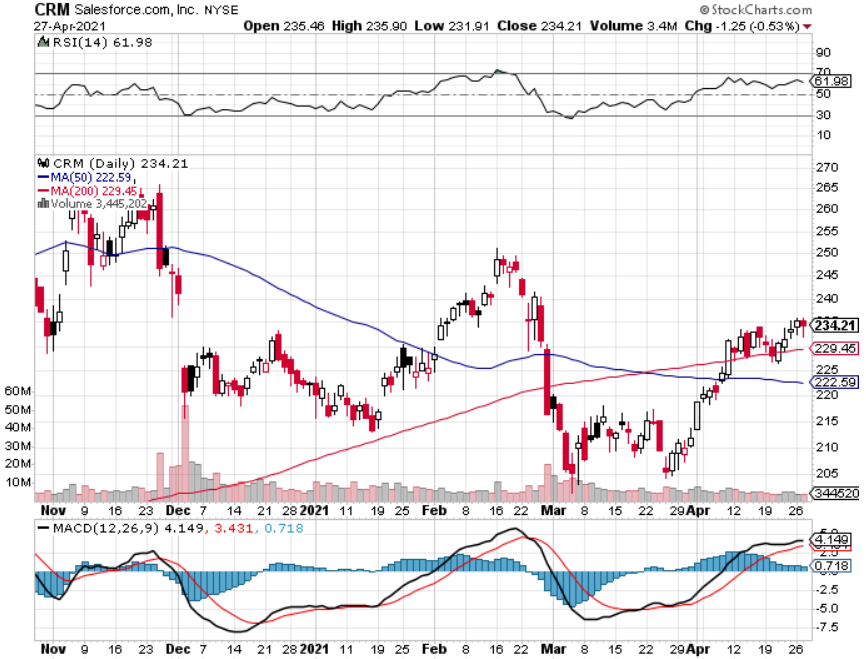 CRM Salesforce.com, Inc. NYSE © StockCharts.com
27-Apr-2021 Open 235.46 High 235.90 Low 231.91 Close 234.21 Volume 3.4M Chg -1.25 (-0.53%)
RSI(14) 61.98
90
70
61.98
50
30
10
CRM (Daily) 234.21
MA(50) 222.59
MA(200) 229.45
Volume 3,445,202
270
265
260
255
250
245
240
234.21
229.45
225
222.59
220
215
210
205
344520
60M
50M
40M
30M
20M
10M
Nov 9 16 23 Dec 7 14 21 28 2021 11 19 25 Feb 8 16 22 Mar 8 15 22 29 Apr 12 19 26
MACD(12,26,9) 4.149, 3.431, 0.718
4.149
2.5
0.718
0.0
-2.5
-5.0
-7.5
Nov 9 16 23 Dec 7 14 21 28 2021 11 19 25 Feb 8 16 22 Mar 8 15 22 29 Apr 12 19 26